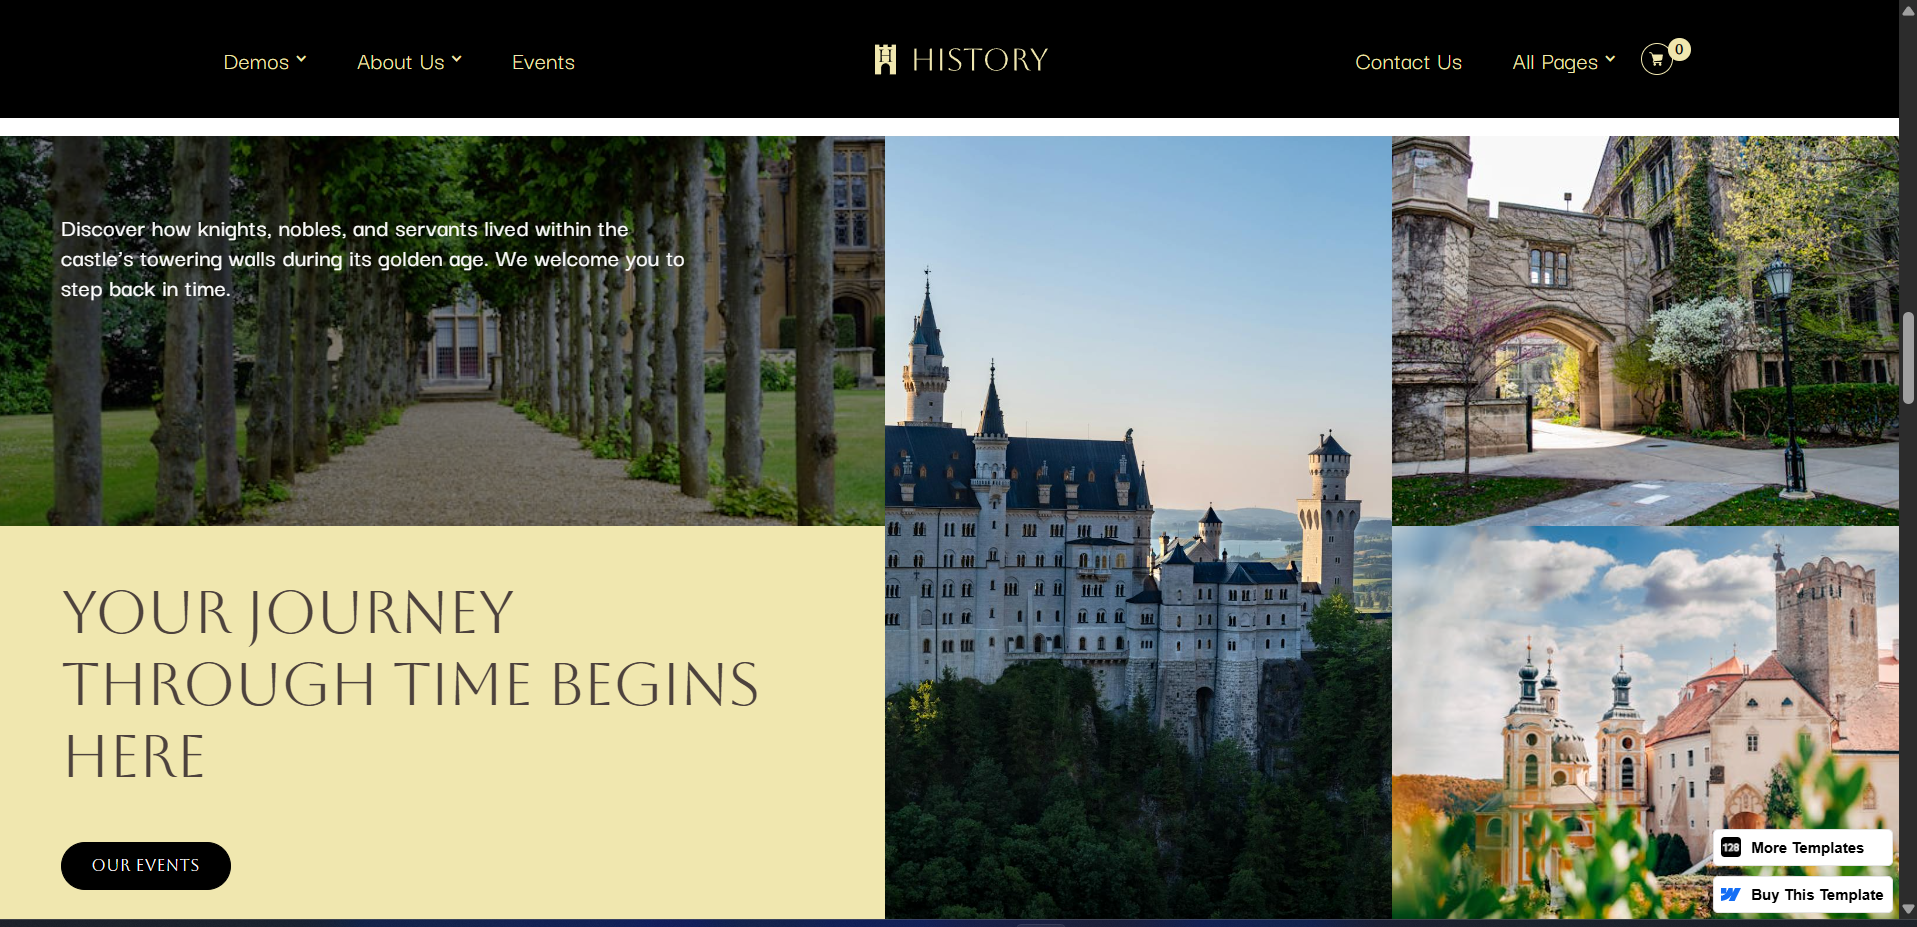 Demos
About Us
Events
H HISTORY
Contact Us
All Pages
0
Discover how knights, nobles, and servants lived within the
castle’s towering walls during its golden age. We welcome you to
step back in time.
YOUR JOURNEY
THROUGH TIME BEGINS
HERE
OUR EVENTS
128 More Templates
Buy This Template